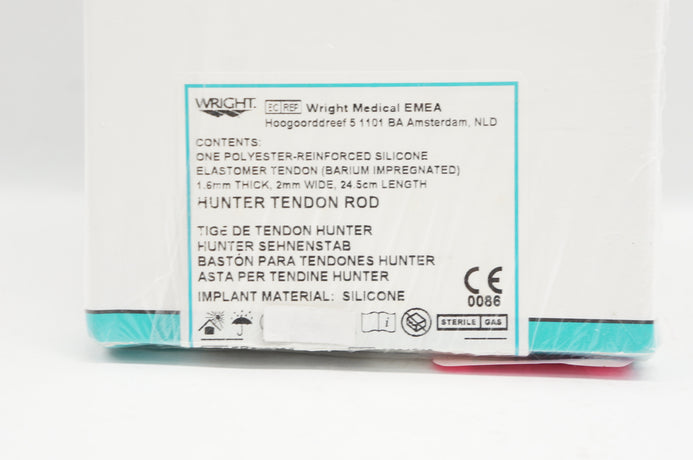 WRIGHT. EC REP Wright Medical EMEA
Hoogoorddreef 5 1101 BA Amsterdam, NLD
CONTENTS:
ONE POLYESTER-REINFORCED SILICONE
ELASTOMER TENDON (BARIUM IMPREGNATED)
1.6mm THICK, 2mm WIDE, 24.5cm LENGTH
HUNTER TENDON ROD
TIGE DE TENDON HUNTER
HUNTER SEHNENSTAB
BASTÓN PARA TENDONES HUNTER
ASTA PER TENDINE HUNTER
IMPLANT MATERIAL: SILICONE
CE
0086
i STERILE GAS